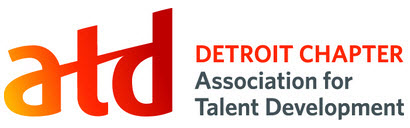 atd
DETROIT CHAPTER
Association for
Talent Development